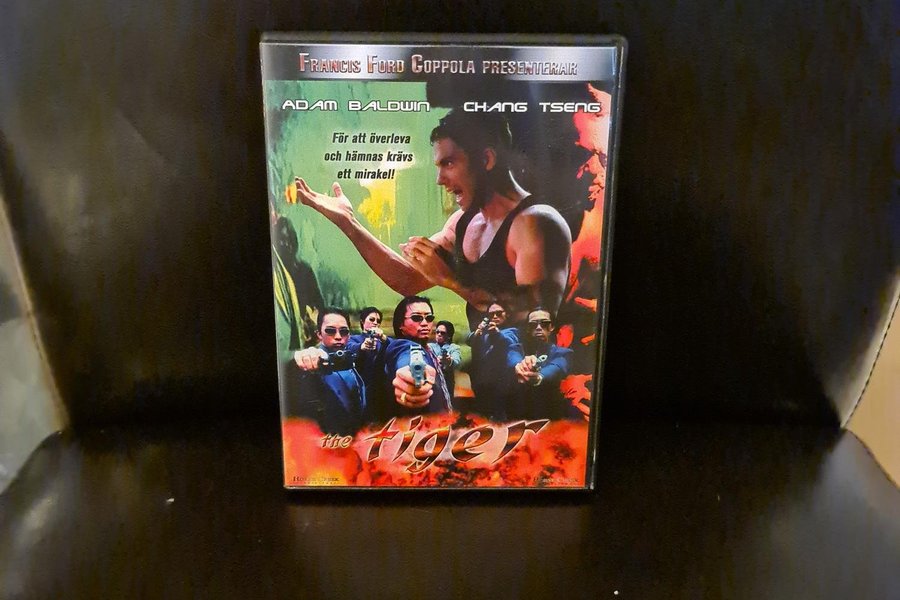 FRANCIS FORD COPPOLA PRESENTERAR
ADAM BALDWIN CHANG TSENG
För att överleva
och hämnas krävs
ett mirakel!
the tiger